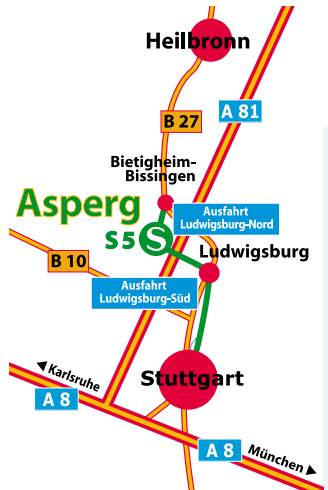 Heilbronn
A 81
B 27
Bietigheim-
Bissingen
Asperg
Ausfahrt
Ludwigsburg-Nord
S 5 S
Ludwigsburg
B 10
Ausfahrt
Ludwigsburg-Süd
Karlsruhe
Stuttgart
A 8
A 8
München